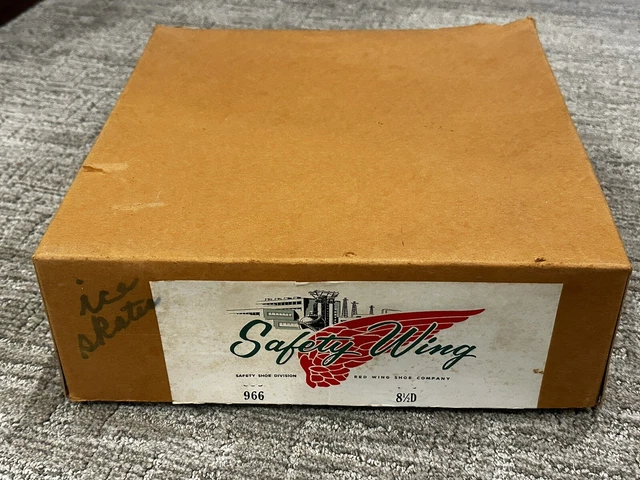 ice
skates
Safety Wing
SAFETY SHOE DIVISION RED WING SHOE COMPANY
966 8½D